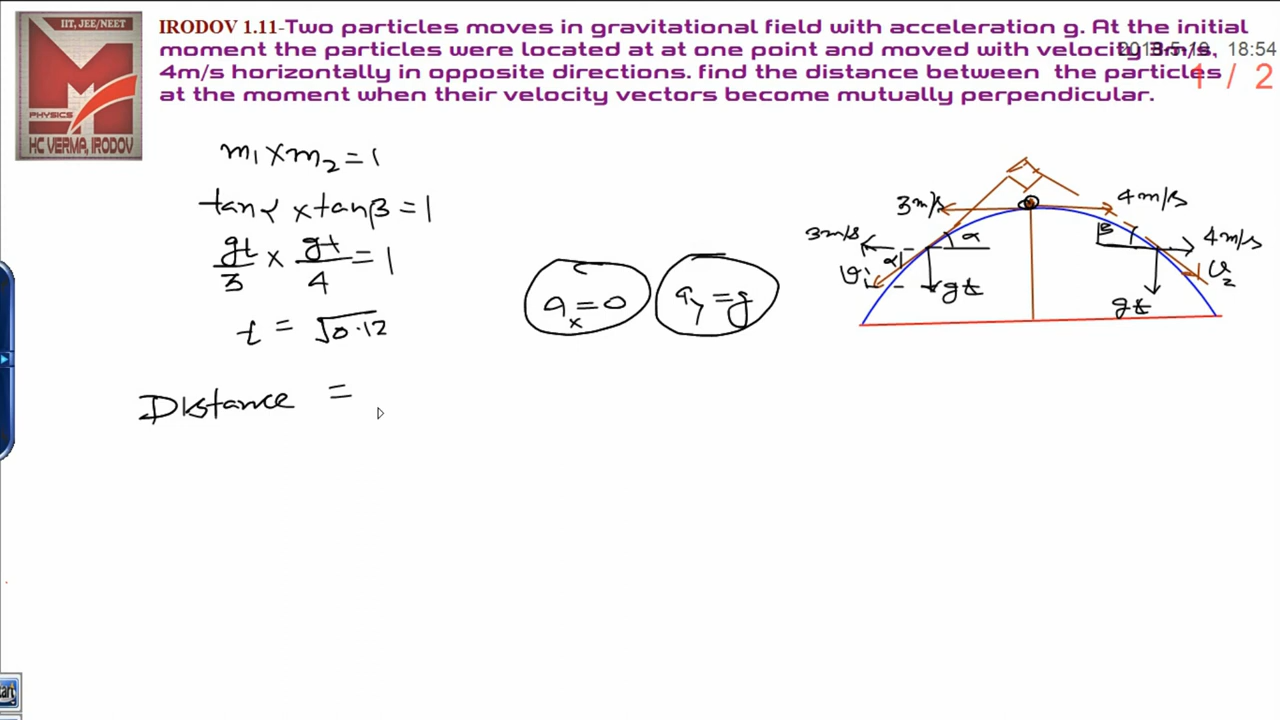 IIT, JEE/NEET
PHYSICS
HC VERMA, IRODOV
IRODOV 1.11-Two particles moves in gravitational field with acceleration g. At the initial
moment the particles were located at at one point and moved with velocity 3m/s,
4m/s horizontally in opposite directions. find the distance between the particles
at the moment when their velocity vectors become mutually perpendicular.
18:54
1 / 2
m₁ × m₂ = 1
tanα × tanβ = 1
gt/3 × gt/4 = 1
t = √0.12
Distance =
aₓ = 0
a_y = g
3m/s
4m/s
3m/s
α
β
4m/s
α
v₁
gt
gt
v₂
tart